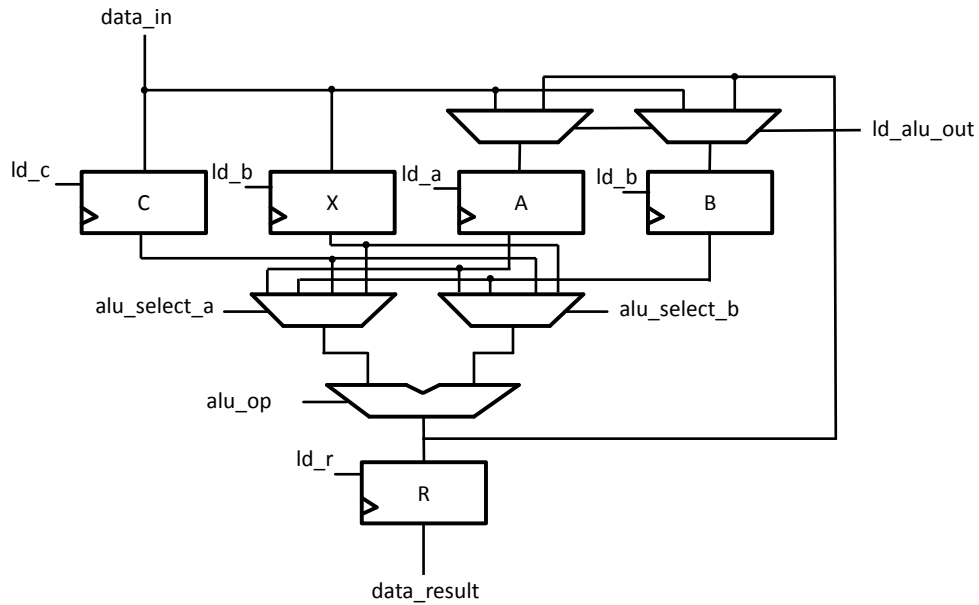 data_in
ld_alu_out
ld_c
ld_b
ld_a
ld_b
C
X
A
B
alu_select_a
alu_select_b
alu_op
ld_r
R
data_result